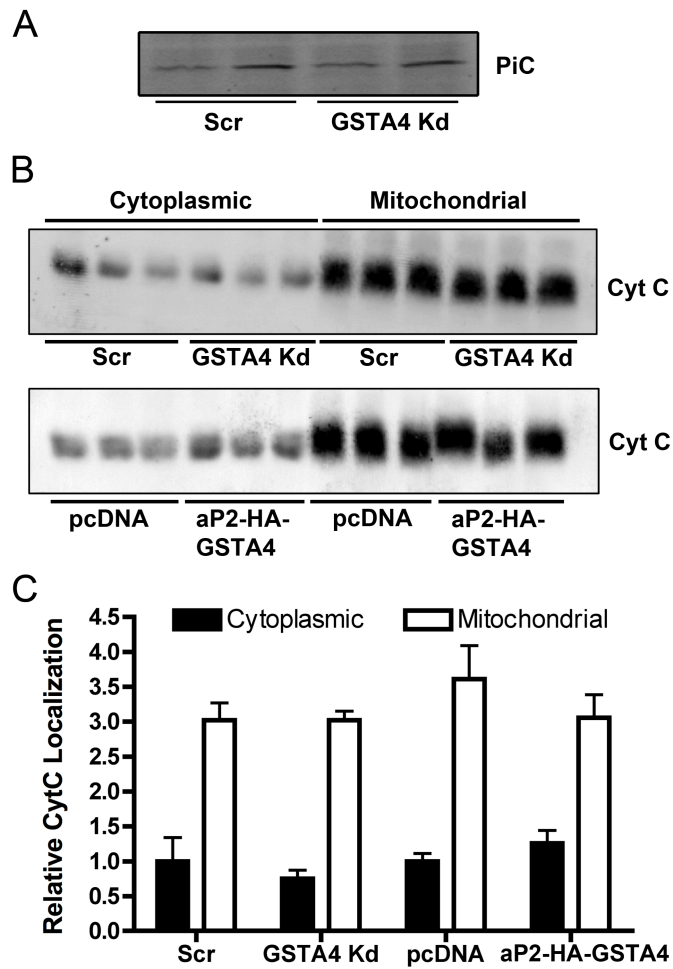 A
PiC
Scr GSTA4 Kd
B
Cytoplasmic Mitochondrial
Cyt C
Scr GSTA4 Kd Scr GSTA4 Kd
Cyt C
pcDNA aP2-HA- pcDNA aP2-HA-
GSTA4 GSTA4
C
Cytoplasmic Mitochondrial
Relative CytC Localization
4.5
4.0
3.5
3.0
2.5
2.0
1.5
1.0
0.5
0.0
Scr GSTA4 Kd pcDNA aP2-HA-GSTA4